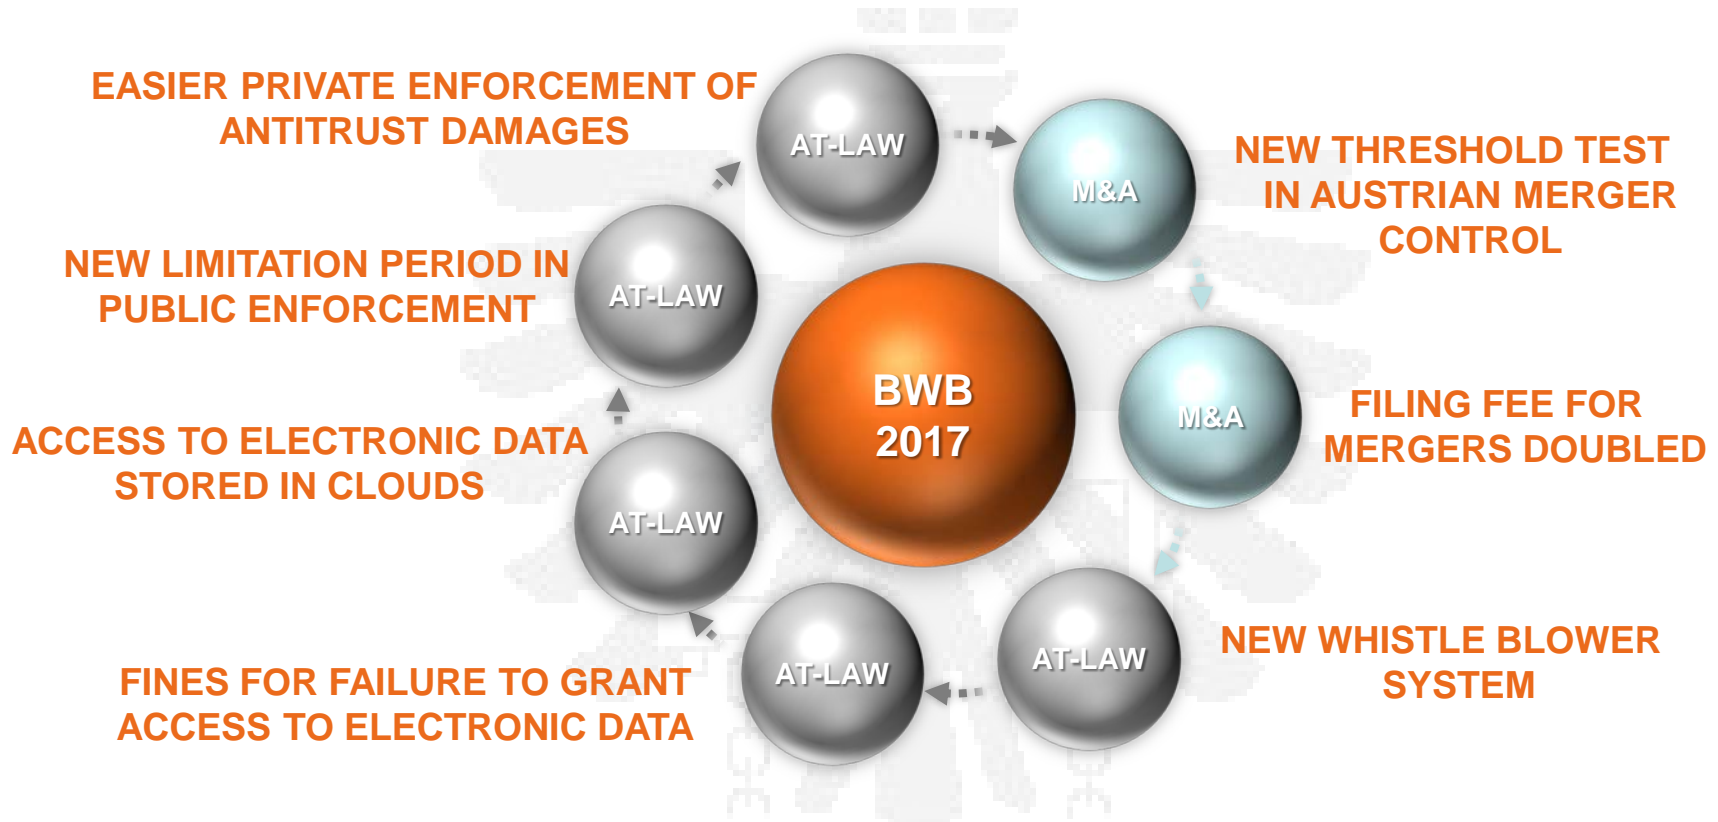 EASIER PRIVATE ENFORCEMENT OF
ANTITRUST DAMAGES
AT-LAW
M&A
NEW THRESHOLD TEST
IN AUSTRIAN MERGER
CONTROL
NEW LIMITATION PERIOD IN
PUBLIC ENFORCEMENT
AT-LAW
BWB
2017
M&A
FILING FEE FOR
MERGERS DOUBLED
ACCESS TO ELECTRONIC DATA
STORED IN CLOUDS
AT-LAW
FINES FOR FAILURE TO GRANT
ACCESS TO ELECTRONIC DATA
AT-LAW
AT-LAW
NEW WHISTLE BLOWER
SYSTEM